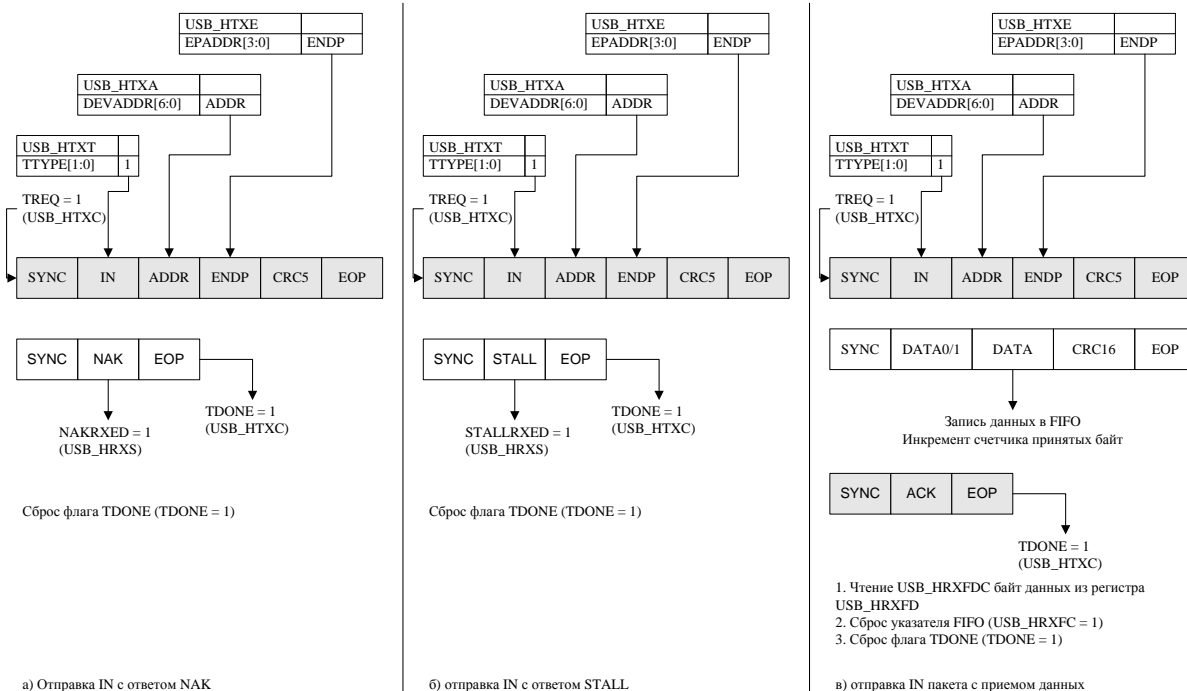 USB_HTXE
EPADDR[3:0] ENDP
USB_HTXA
DEVADDR[6:0] ADDR
USB_HTXT
TTYPE[1:0] 1
TREQ = 1
(USB_HTXC)
SYNC IN ADDR ENDP CRC5 EOP
SYNC NAK EOP
TDONE = 1
(USB_HTXC)
NAKRXED = 1
(USB_HRXS)
Сброс флага TDONE (TDONE = 1)
а) Отправка IN с ответом NAK
USB_HTXE
EPADDR[3:0] ENDP
USB_HTXA
DEVADDR[6:0] ADDR
USB_HTXT
TTYPE[1:0] 1
TREQ = 1
(USB_HTXC)
SYNC IN ADDR ENDP CRC5 EOP
SYNC STALL EOP
TDONE = 1
(USB_HTXC)
STALLRXED = 1
(USB_HRXS)
Сброс флага TDONE (TDONE = 1)
б) отправка IN с ответом STALL
USB_HTXE
EPADDR[3:0] ENDP
USB_HTXA
DEVADDR[6:0] ADDR
USB_HTXT
TTYPE[1:0] 1
TREQ = 1
(USB_HTXC)
SYNC IN ADDR ENDP CRC5 EOP
SYNC DATA0/1 DATA CRC16 EOP
Запись данных в FIFO
Инкремент счетчика принятых байт
SYNC ACK EOP
TDONE = 1
(USB_HTXC)
1. Чтение USB_HRXFDC байт данных из регистра
USB_HRXFD
2. Сброс указателя FIFO (USB_HRXFC = 1)
3. Сброс флага TDONE (TDONE = 1)
в) отправка IN пакета с приемом данных